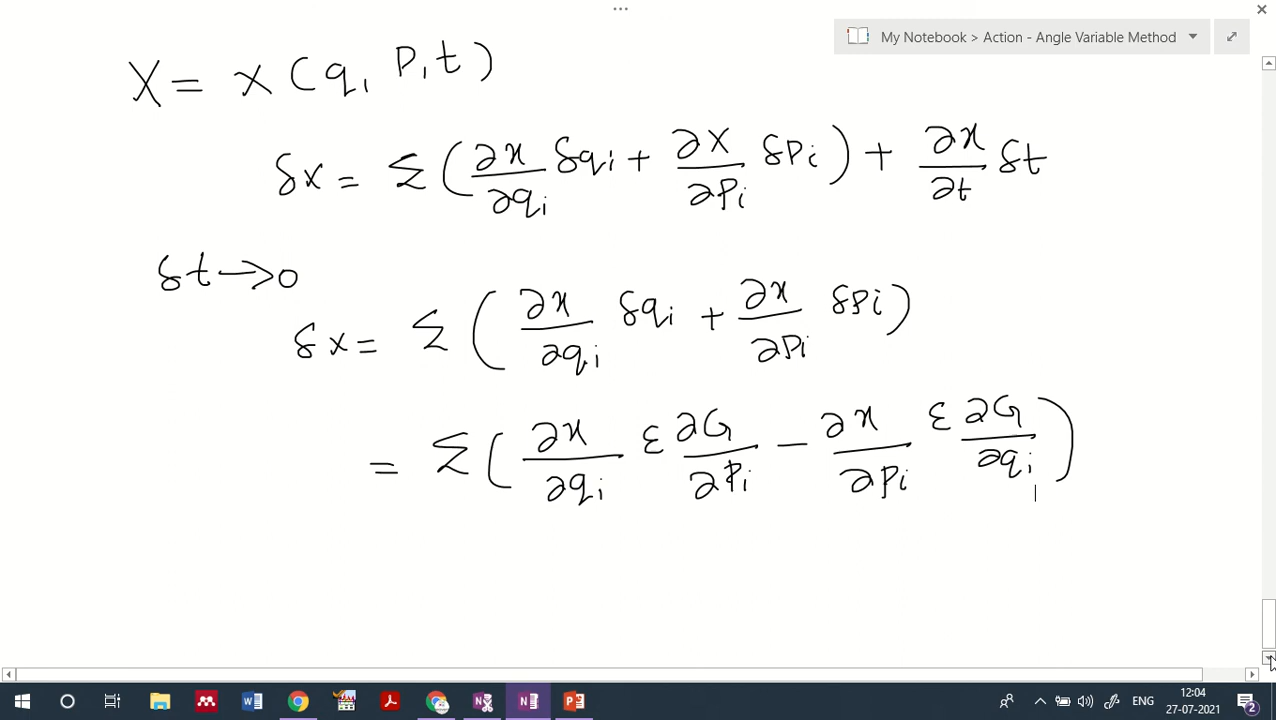 ...
My Notebook > Action - Angle Variable Method
X = x (q, p, t)
δx = Σ (∂x/∂qi δqi + ∂x/∂pi δpi) + ∂x/∂t δt
δt → 0
δx = Σ (∂x/∂qi δqi + ∂x/∂pi δpi)
= Σ (∂x/∂qi ε ∂G/∂pi − ∂x/∂pi ε ∂G/∂qi)
ENG
12:04
27-07-2021
2